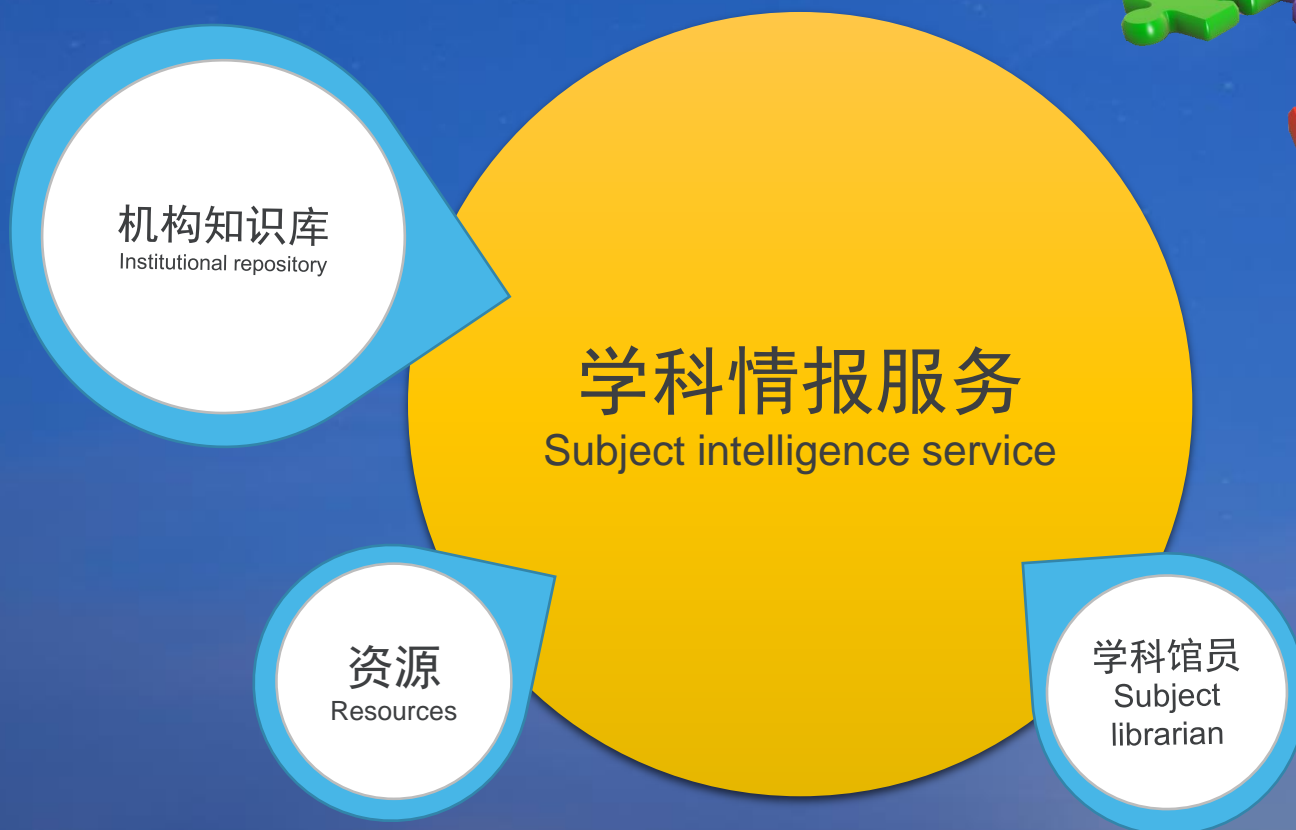 机构知识库
Institutional repository
学科情报服务
Subject intelligence service
资源
Resources
学科馆员
Subject
librarian